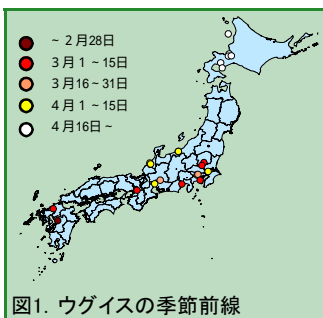 ~２月28日
３月１~15日
３月16~31日
４月１~15日
４月16日~
図1. ウグイスの季節前線